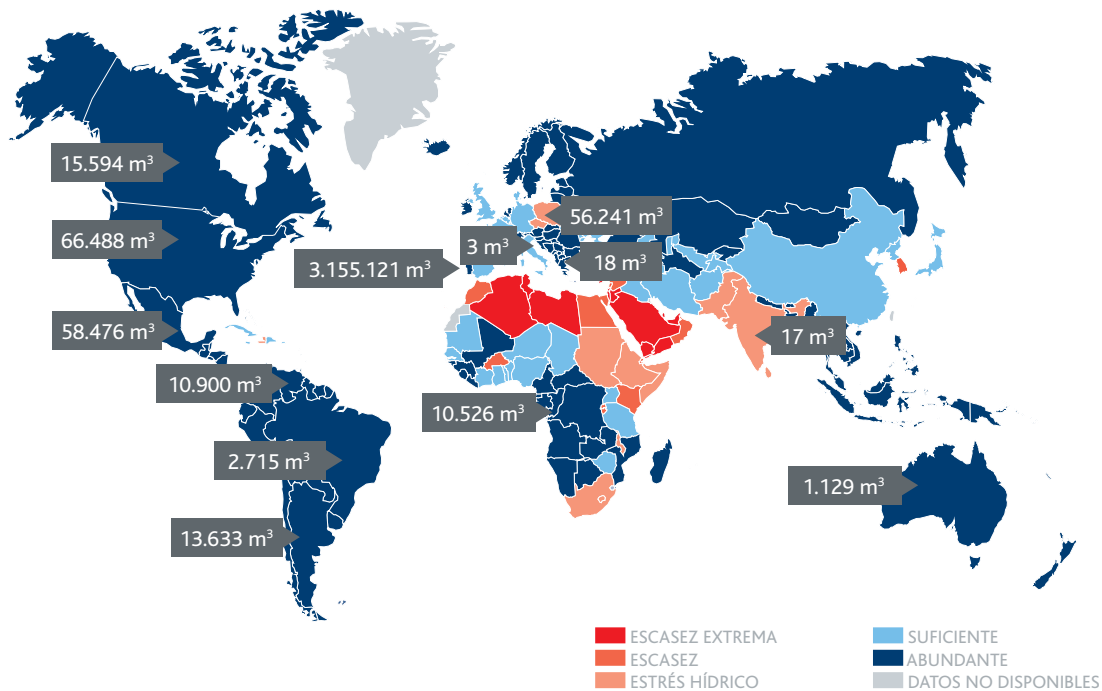 15.594 m³
66.488 m³
58.476 m³
10.900 m³
2.715 m³
13.633 m³
3.155.121 m³
3 m³
56.241 m³
18 m³
10.526 m³
17 m³
1.129 m³
ESCASEZ EXTREMA
ESCASEZ
ESTRÉS HÍDRICO
SUFICIENTE
ABUNDANTE
DATOS NO DISPONIBLES